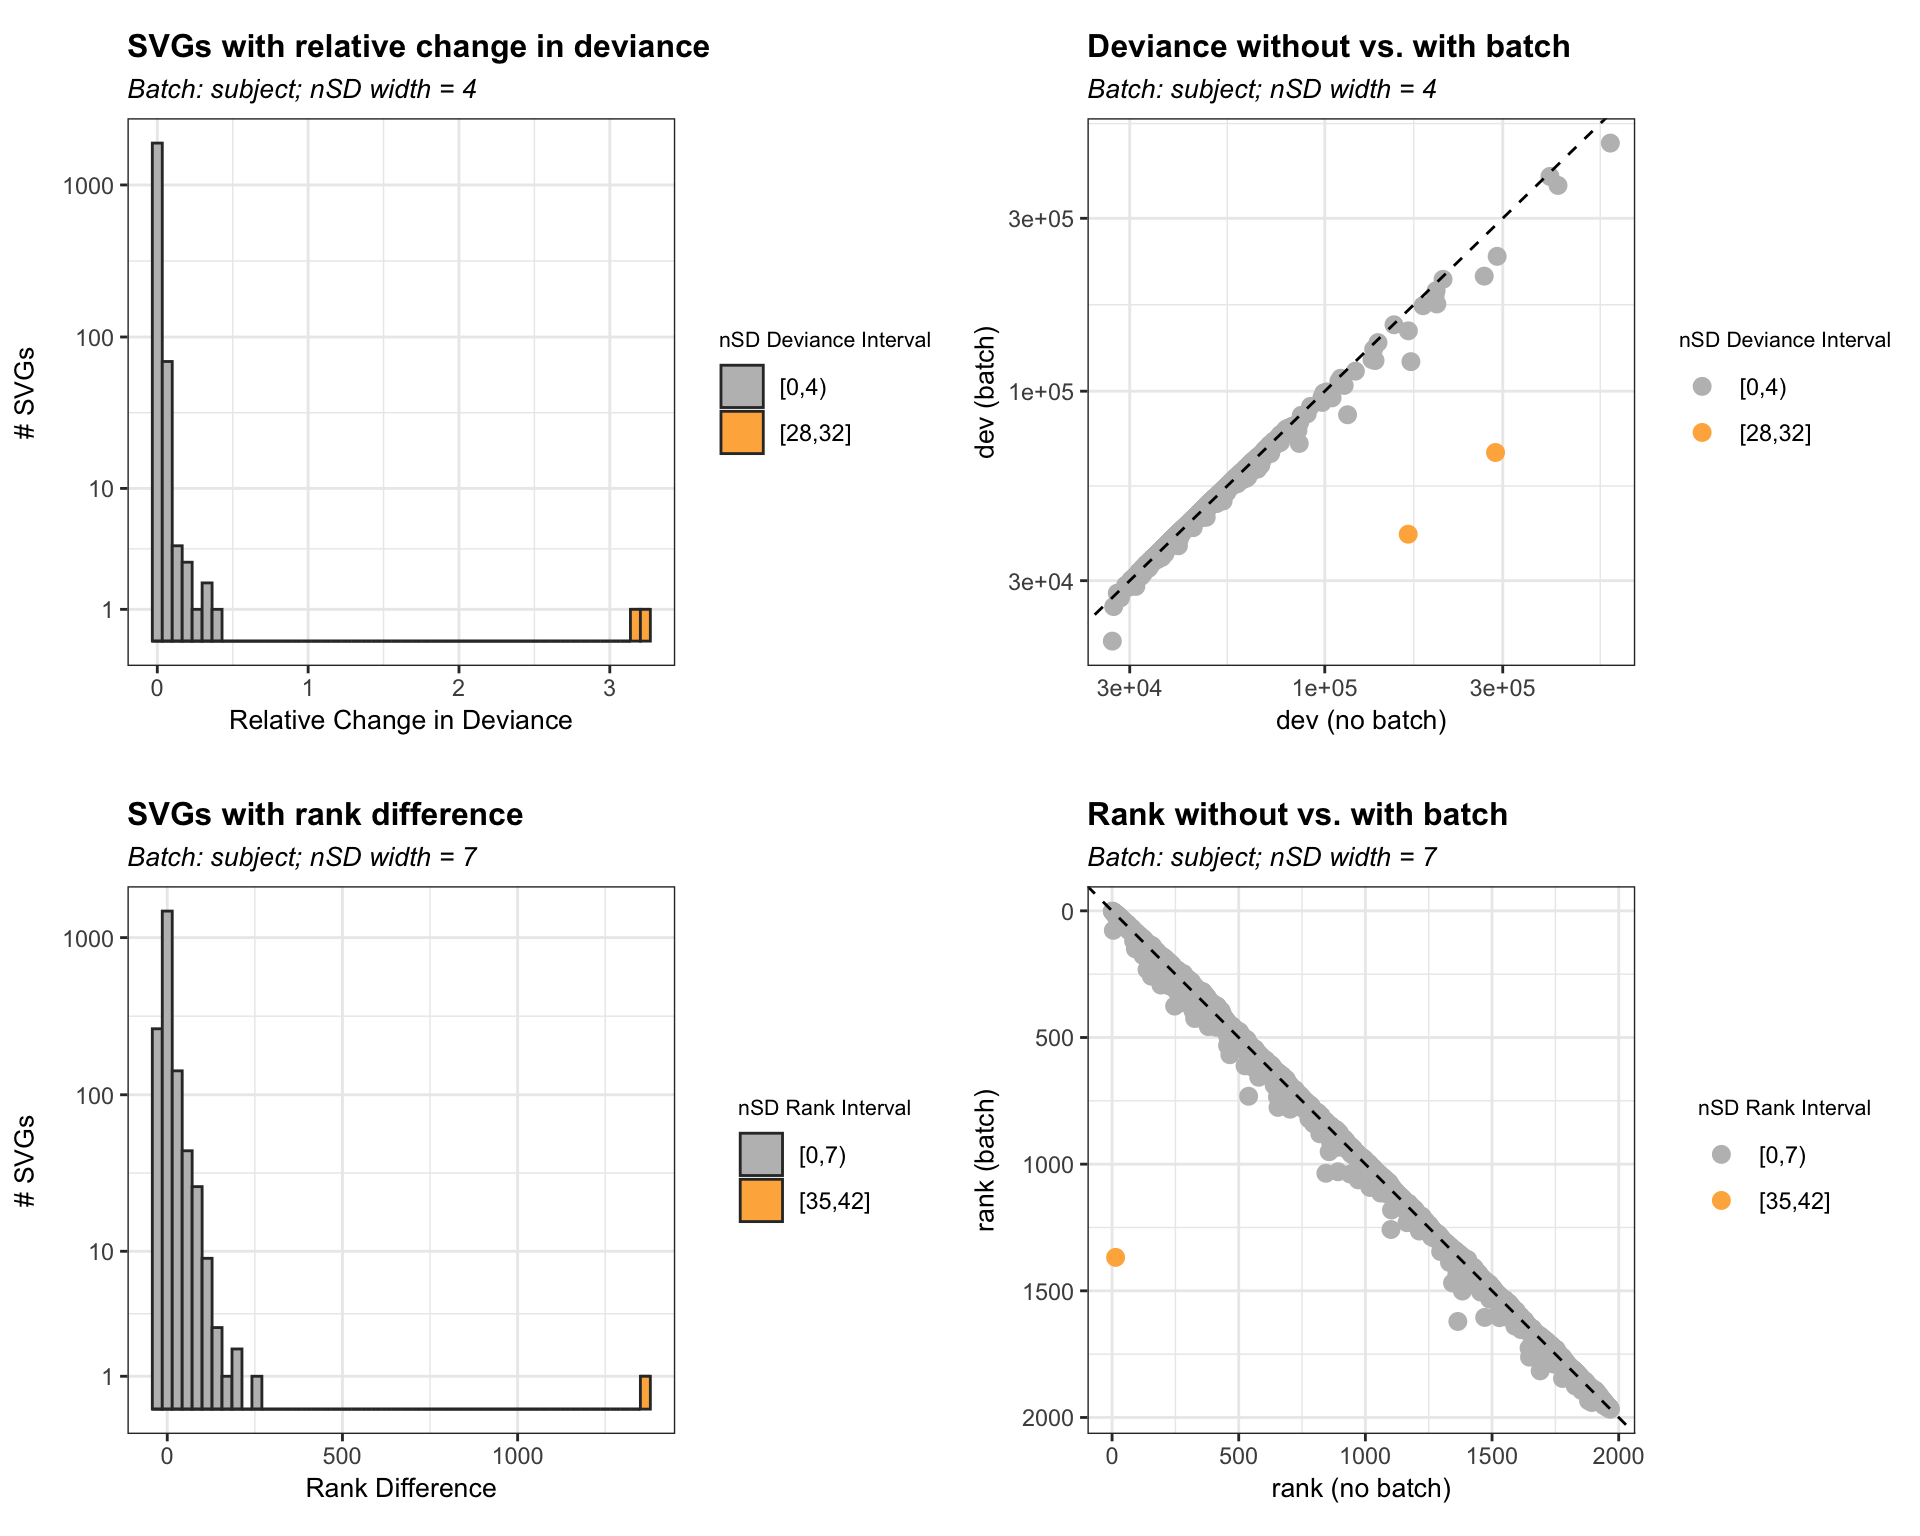 SVGs with relative change in deviance
Batch: subject; nSD width = 4
# SVGs
1000
100
10
1
0
1
2
3
Relative Change in Deviance
nSD Deviance Interval
[0,4)
[28,32]
Deviance without vs. with batch
Batch: subject; nSD width = 4
dev (batch)
3e+05
1e+05
3e+04
3e+04
1e+05
3e+05
dev (no batch)
nSD Deviance Interval
[0,4)
[28,32]
SVGs with rank difference
Batch: subject; nSD width = 7
# SVGs
1000
100
10
1
0
500
1000
Rank Difference
nSD Rank Interval
[0,7)
[35,42]
Rank without vs. with batch
Batch: subject; nSD width = 7
rank (batch)
0
500
1000
1500
2000
0
500
1000
1500
2000
rank (no batch)
nSD Rank Interval
[0,7)
[35,42]